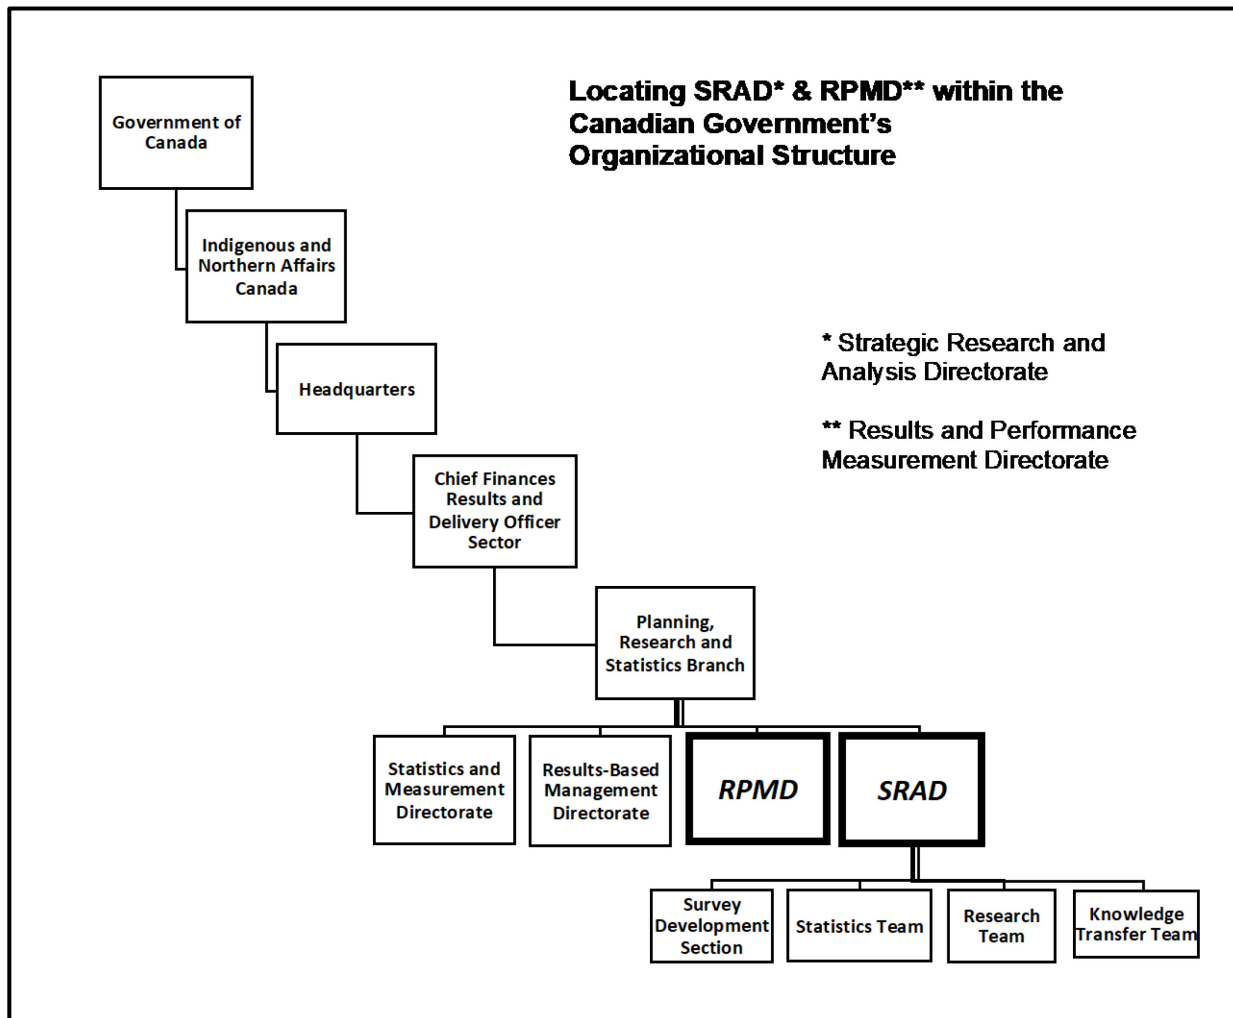 Locating SRAD* & RPMD** within the
Canadian Government's
Organizational Structure
Government of
Canada
Indigenous and
Northern Affairs
Canada
Headquarters
* Strategic Research and
Analysis Directorate
** Results and Performance
Measurement Directorate
Chief Finances
Results and
Delivery Officer
Sector
Planning,
Research and
Statistics Branch
Statistics and
Measurement
Directorate
Results-Based
Management
Directorate
RPMD
SRAD
Survey
Development
Section
Statistics Team
Research
Team
Knowledge
Transfer Team